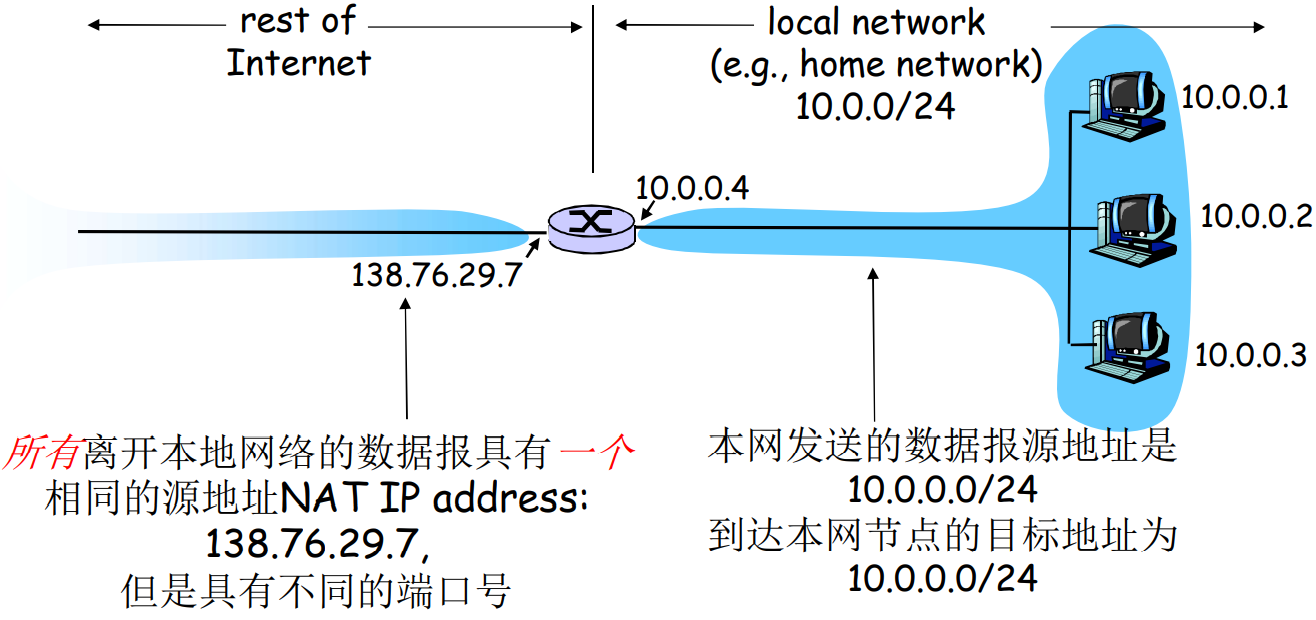 rest of
Internet
local network
(e.g., home network)
10.0.0/24
10.0.0.1
10.0.0.4
10.0.0.2
138.76.29.7
10.0.0.3
所有离开本地网络的数据报具有一个
相同的源地址NAT IP address:
138.76.29.7,
但是具有不同的端口号
本网发送的数据报源地址是
10.0.0.0/24
到达本网节点的目标地址为
10.0.0.0/24